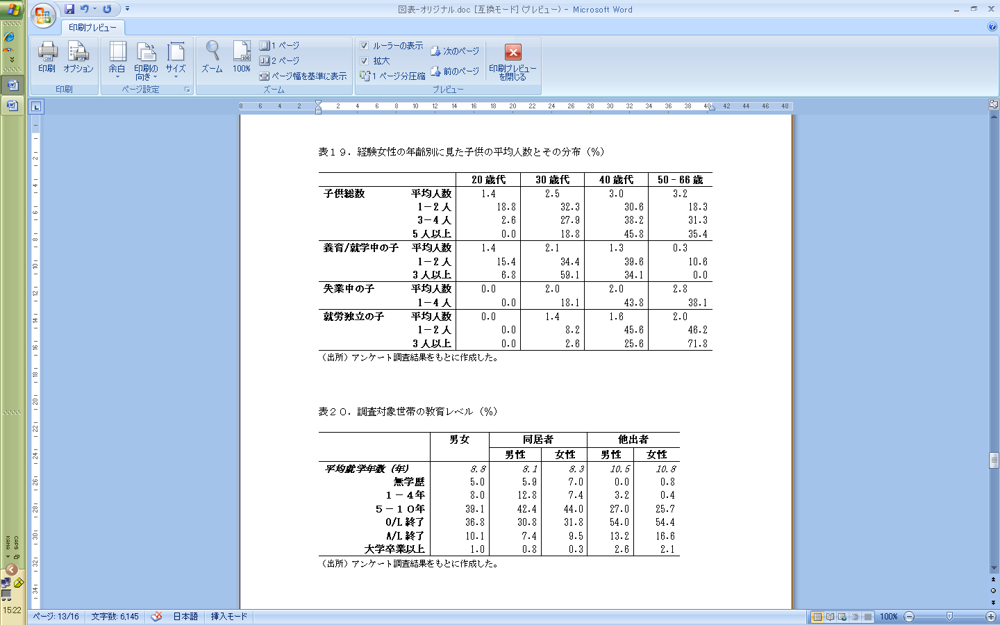 図表-オリジナル.doc [互換モード] (プレビュー) - Microsoft Word
印刷プレビュー
印刷 オプション 余白 印刷の向き サイズ ズーム 100% 1 ページ 2 ページ ページ幅を基準に表示 ルーラーの表示 拡大 1 ページ分圧縮 次のページ 前のページ 印刷プレビューを閉じる
印刷 ページ設定 ズーム プレビュー
8 6 4 2 2 4 6 8 10 12 14 16 18 20 22 24 26 28 30 32 34 36 38 40 42 44 46 48
表１９．経験女性の年齢別に見た子供の平均人数とその分布（％）
20 歳代 30 歳代 40 歳代 50‐66 歳
子供総数 平均人数 1.4 2.5 3.0 3.2
1－2 人 18.8 32.3 30.6 18.3
3－4 人 2.6 27.9 38.2 31.3
5 人以上 0.0 18.8 45.8 35.4
養育/就学中の子 平均人数 1.4 2.1 1.3 0.3
1－2 人 15.4 34.4 39.6 10.6
3 人以上 6.8 59.1 34.1 0.0
失業中の子 平均人数 0.0 2.0 2.0 2.8
1－4 人 0.0 18.1 43.8 38.1
就労独立の子 平均人数 0.0 1.4 1.6 2.0
1－2 人 0.0 8.2 45.6 46.2
3 人以上 0.0 2.6 25.6 71.8
（出所）アンケート調査結果をもとに作成した。
表２０．調査対象世帯の教育レベル（％）
男女 同居者 他出者
男性 女性 男性 女性
平均就学年数（年） 8.8 8.1 8.3 10.5 10.8
無学歴 5.0 5.9 7.0 0.0 0.8
１－４年 8.0 12.8 7.4 3.2 0.4
５－１０年 39.1 42.4 44.0 27.0 25.7
O/L 終了 36.8 30.8 31.8 54.0 54.4
A/L 終了 10.1 7.4 9.5 13.2 16.6
大学卒業以上 1.0 0.8 0.3 2.6 2.1
（出所）アンケート調査結果をもとに作成した。
2 4 6 8 10 12 14 16 18 20 22 24 26 28 30 32 34
CAPS
KANA
15:22
ページ: 13/16 文字数: 6,145 日本語 挿入モード 100%